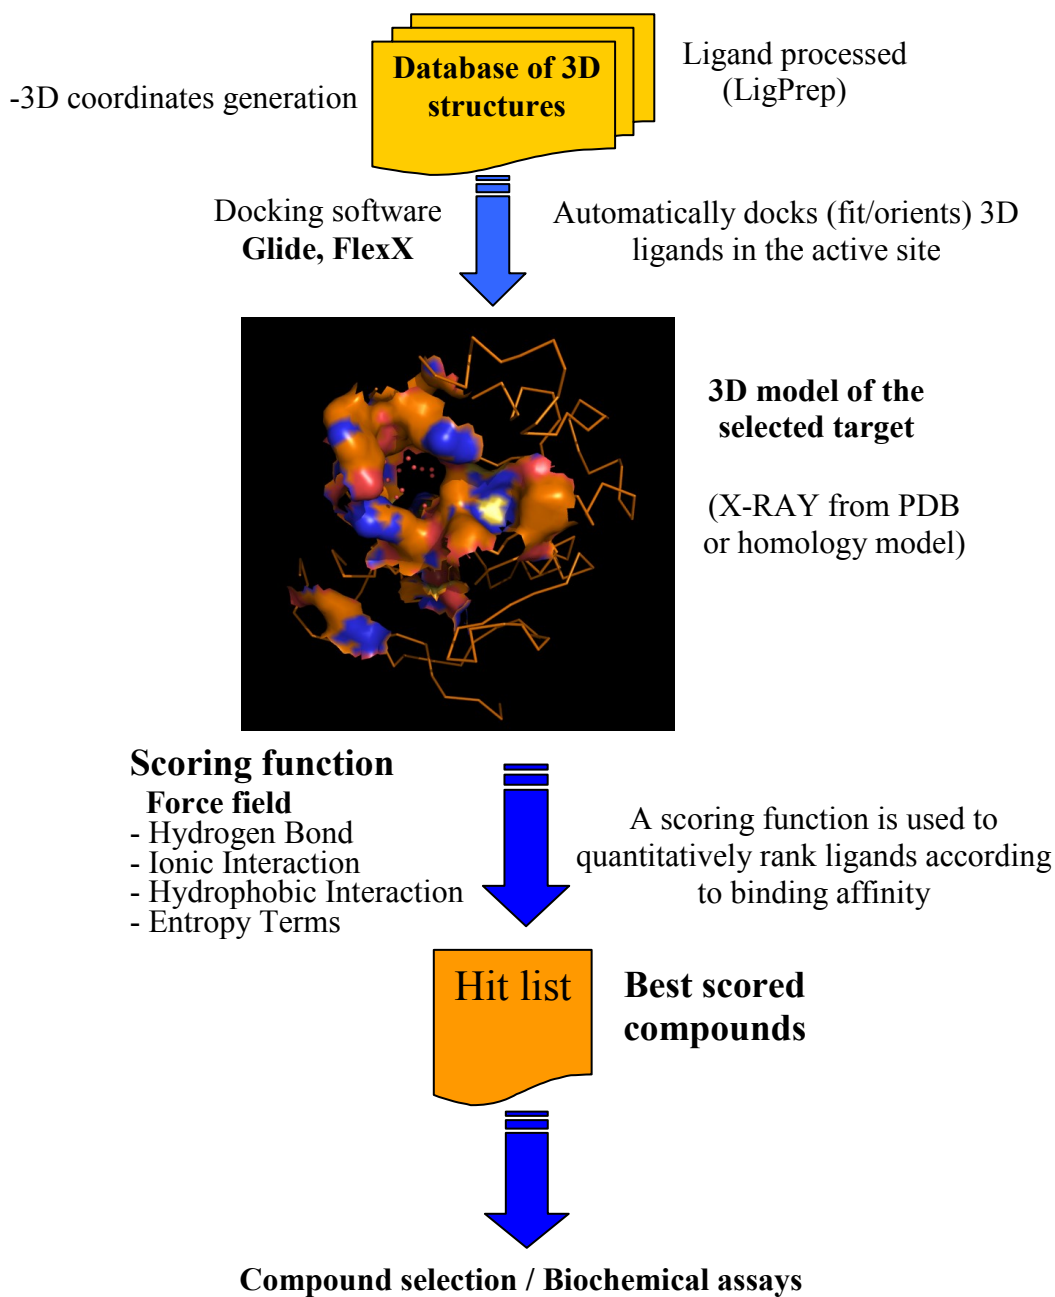 -3D coordinates generation
Database of 3D
structures
Ligand processed
(LigPrep)
Docking software
Glide, FlexX
Automatically docks (fit/orients) 3D
ligands in the active site
3D model of the
selected target
(X-RAY from PDB
or homology model)
Scoring function
Force field
- Hydrogen Bond
- Ionic Interaction
- Hydrophobic Interaction
- Entropy Terms
A scoring function is used to
quantitatively rank ligands according
to binding affinity
Hit list
Best scored
compounds
Compound selection / Biochemical assays